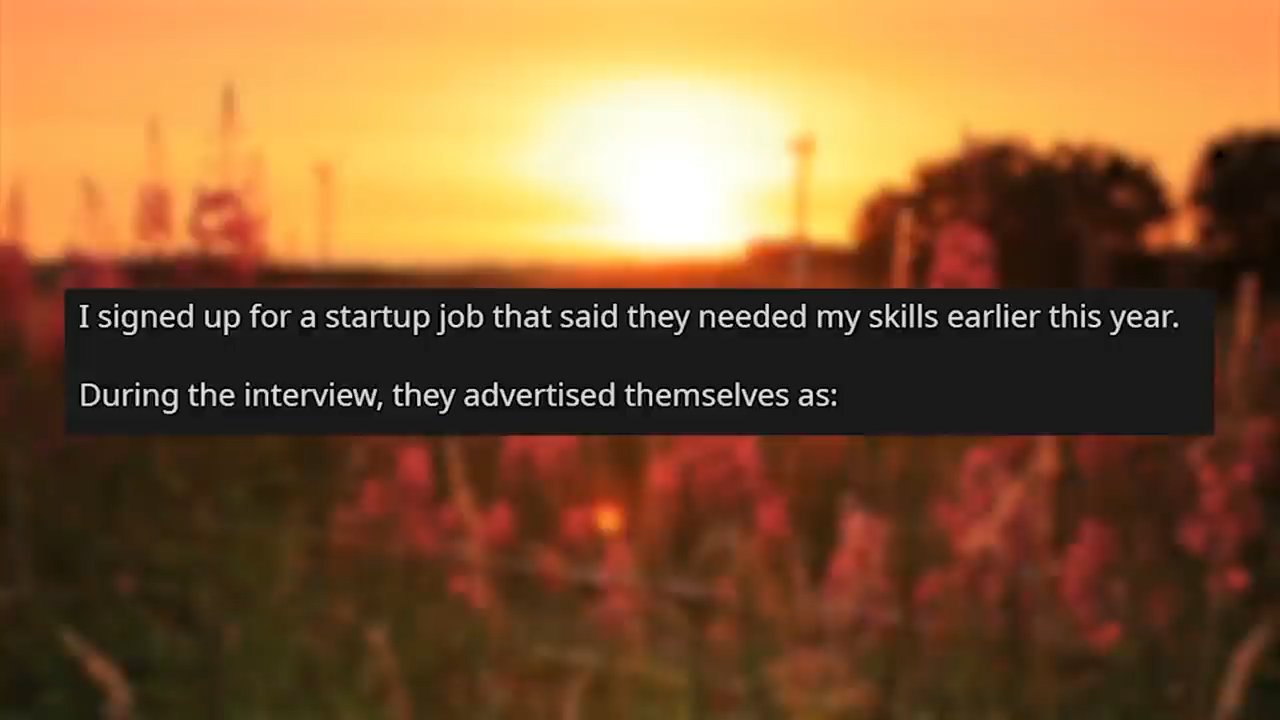 I signed up for a startup job that said they needed my skills earlier this year.
During the interview, they advertised themselves as: